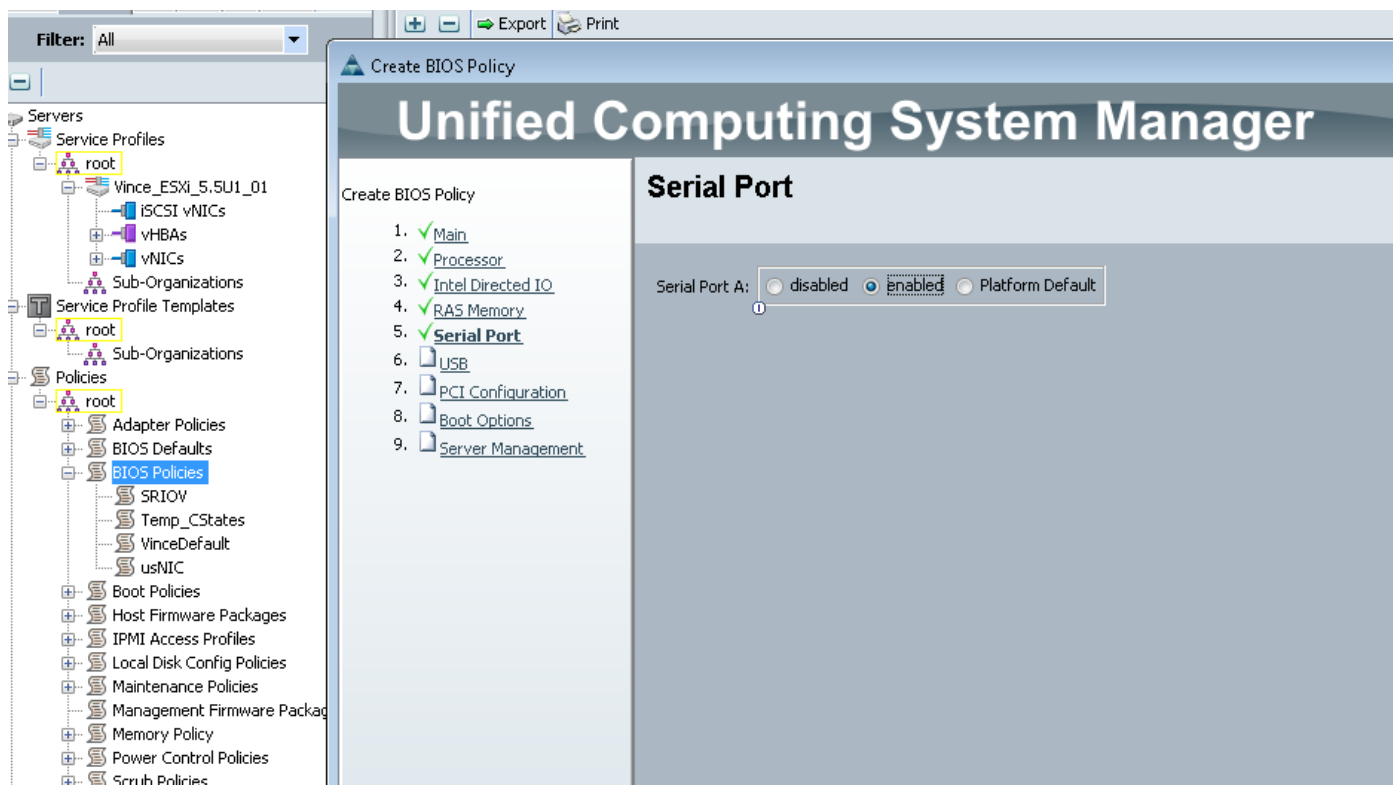 Export Print
Filter: All
Create BIOS Policy
Unified Computing System Manager
Servers
Service Profiles
root
Vince_ESXi_5.5U1_01
iSCSI vNICs
vHBAs
vNICs
Sub-Organizations
Service Profile Templates
root
Sub-Organizations
Policies
root
Adapter Policies
BIOS Defaults
BIOS Policies
SRIOV
Temp_CStates
VinceDefault
usNIC
Boot Policies
Host Firmware Packages
IPMI Access Profiles
Local Disk Config Policies
Maintenance Policies
Management Firmware Packag
Memory Policy
Power Control Policies
Scrub Policies
Create BIOS Policy
1. Main
2. Processor
3. Intel Directed IO
4. RAS Memory
5. Serial Port
6. USB
7. PCI Configuration
8. Boot Options
9. Server Management
Serial Port
Serial Port A: disabled enabled Platform Default